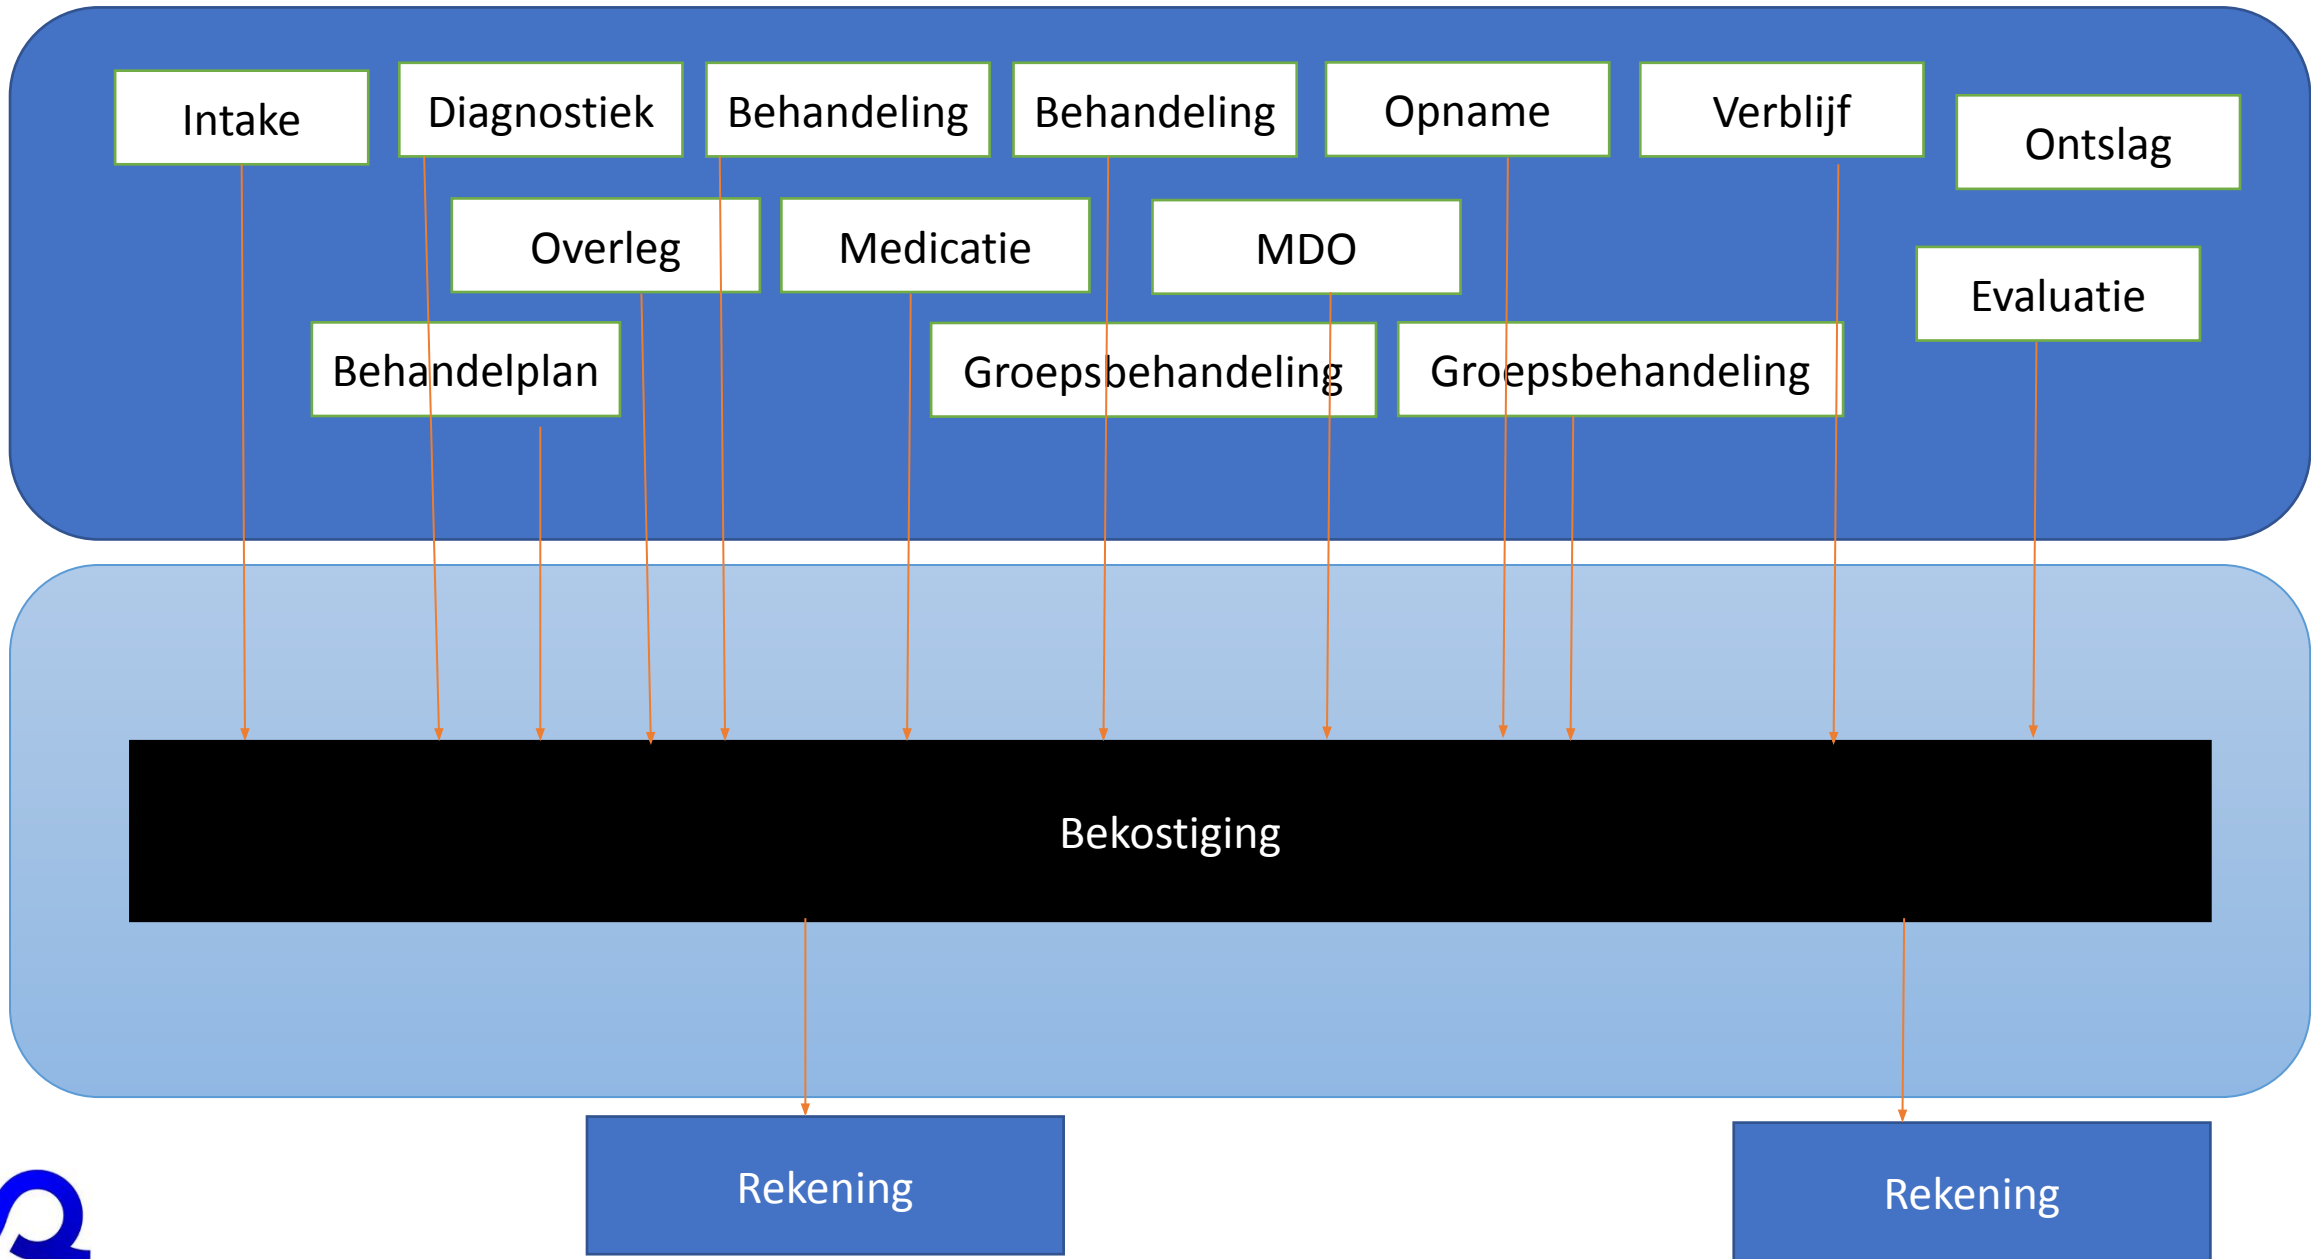 Intake
Diagnostiek
Behandeling
Behandeling
Opname
Verblijf
Ontslag
Overleg
Medicatie
MDO
Evaluatie
Behandelplan
Groepsbehandeling
Groepsbehandeling
Bekostiging
Rekening
Rekening